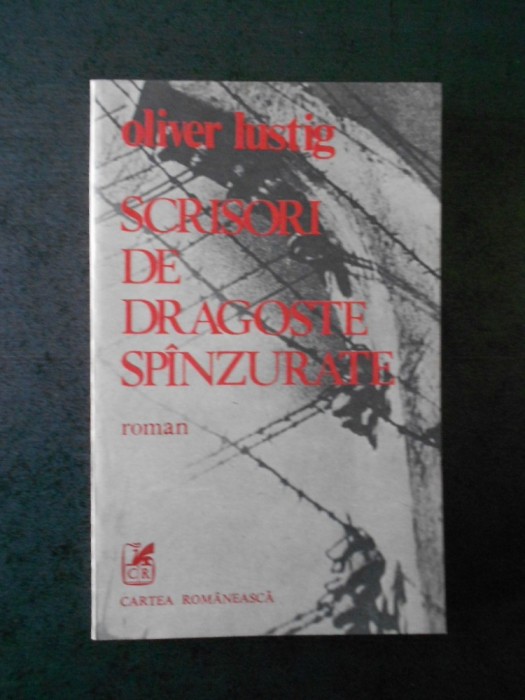 oliver lustig
SCRISORI
DE
DRAGOSTE
SPÎNZURATE
roman
CR
CARTEA ROMÂNEASCĂ